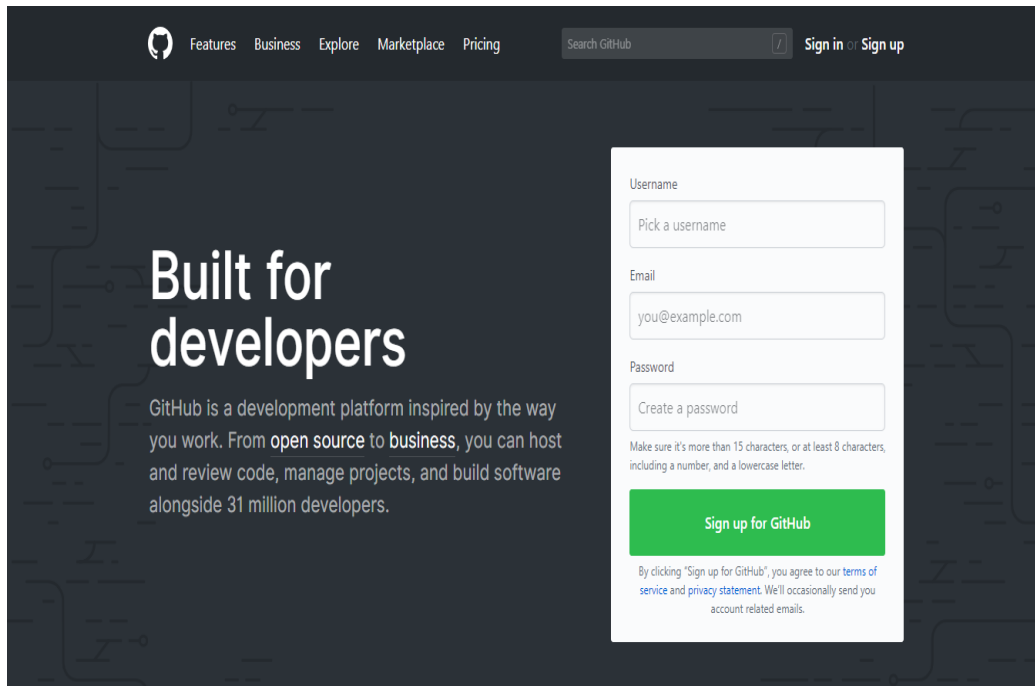 Features Business Explore Marketplace Pricing Search GitHub / Sign in or Sign up
Built for
developers
GitHub is a development platform inspired by the way
you work. From open source to business, you can host
and review code, manage projects, and build software
alongside 31 million developers.
Username
Pick a username
Email
you@example.com
Password
Create a password
Make sure it's more than 15 characters, or at least 8 characters,
including a number, and a lowercase letter.
Sign up for GitHub
By clicking “Sign up for GitHub”, you agree to our terms of
service and privacy statement. We'll occasionally send you
account related emails.